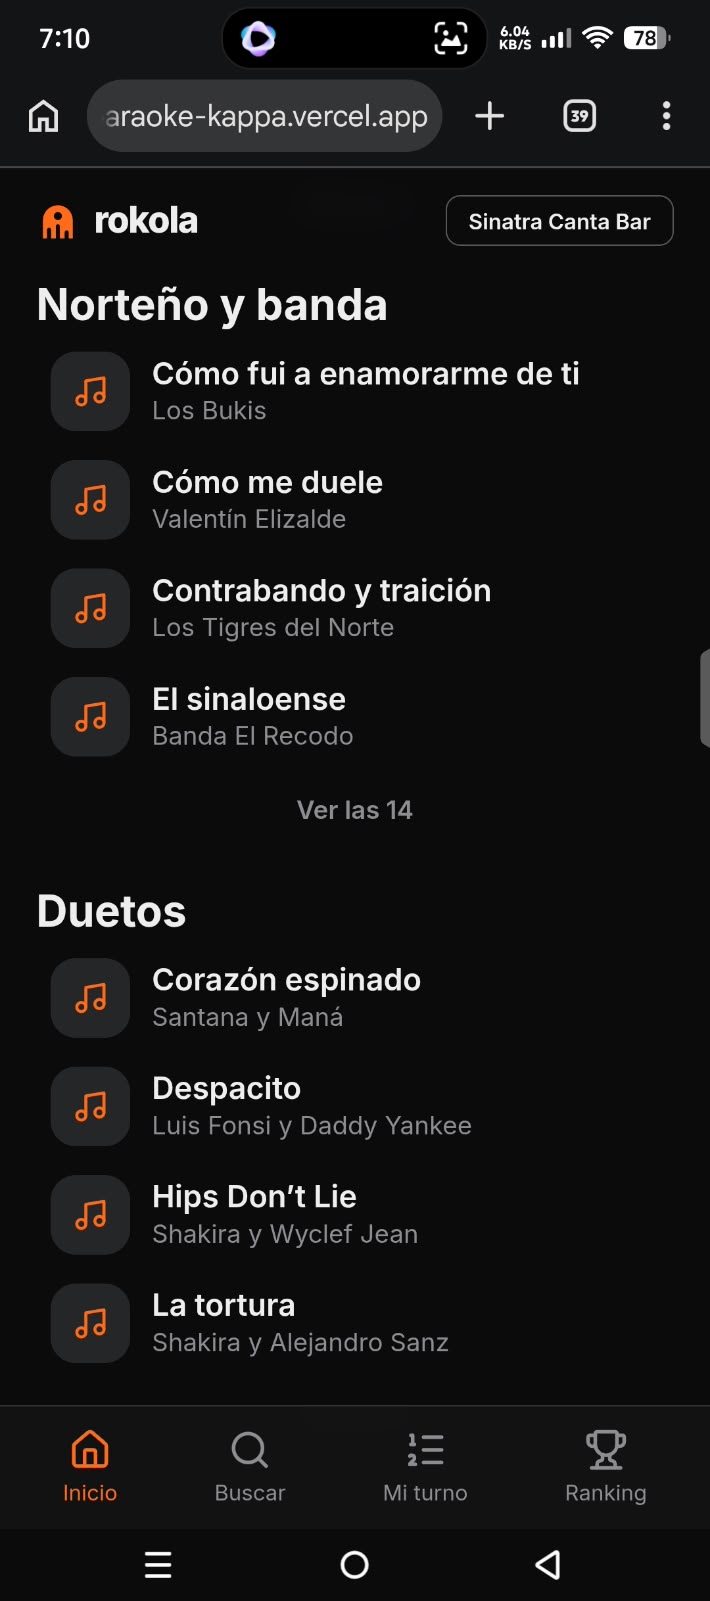 7:10
6.04
KB/S
78
araoke-kappa.vercel.app
39
rokola
Sinatra Canta Bar
Norteño y banda
Cómo fui a enamorarme de ti
Los Bukis
Cómo me duele
Valentín Elizalde
Contrabando y traición
Los Tigres del Norte
El sinaloense
Banda El Recodo
Ver las 14
Duetos
Corazón espinado
Santana y Maná
Despacito
Luis Fonsi y Daddy Yankee
Hips Don’t Lie
Shakira y Wyclef Jean
La tortura
Shakira y Alejandro Sanz
Inicio
Buscar
Mi turno
Ranking